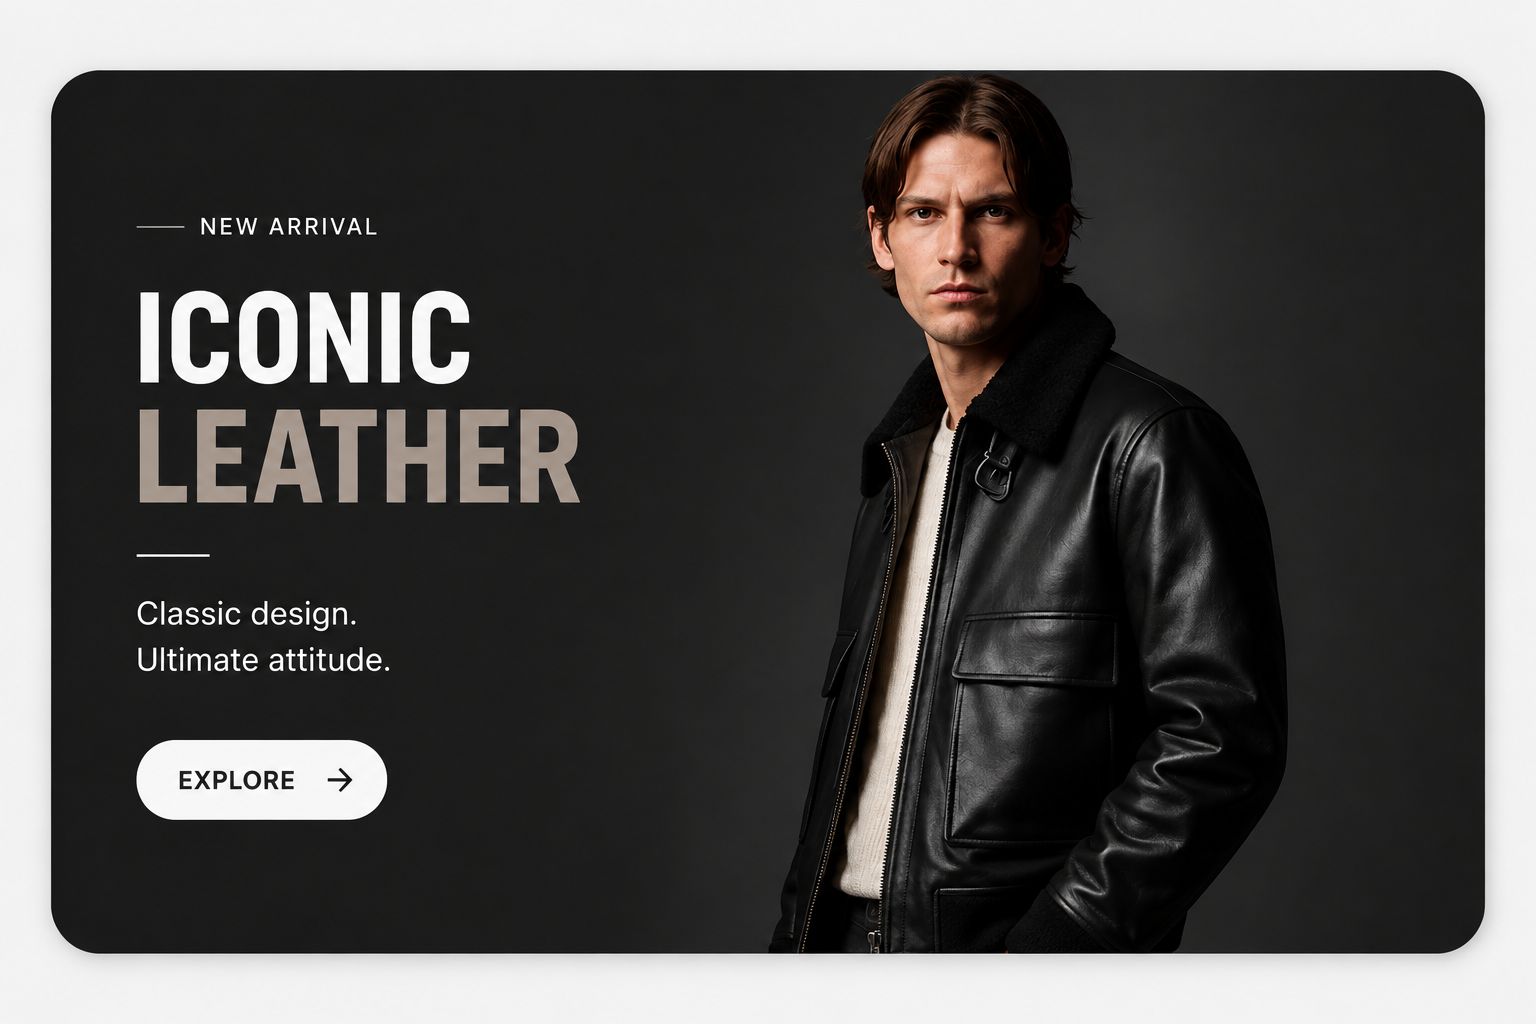 NEW ARRIVAL
ICONIC
LEATHER
Classic design.
Ultimate attitude.
EXPLORE →